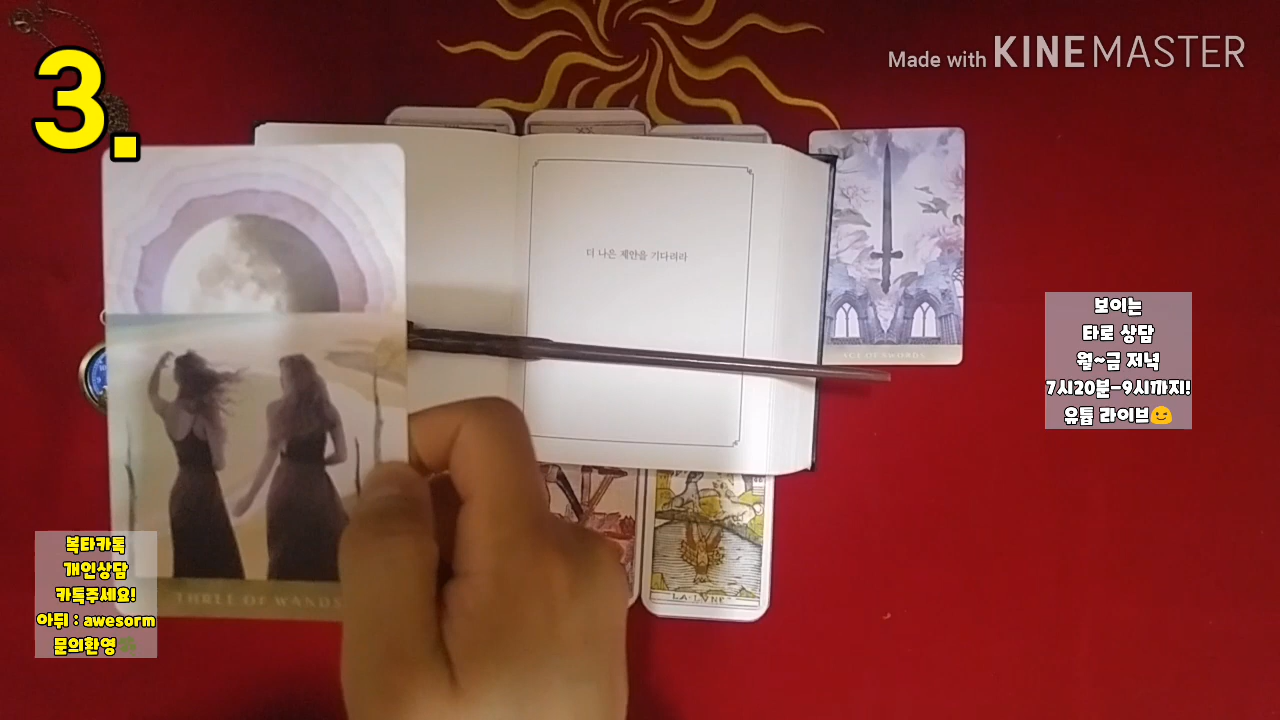 3.
Made with KINEMASTER
XX
더 나은 제안을 기다려라
ACE OF SWORDS
보이는
타로 상담
월~금 저녁
7시20분-9시까지!
유튭 라이브😃
THREE OF WANDS
LA·LVNE
복타카톡
개인상담
카톡주세요!
아뒤 : awesorm
문의환영🍀